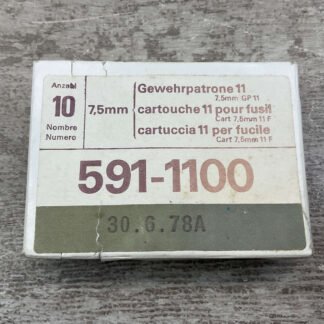 Anzahl
10
Nombre
Numero
7,5mm
Gewehrpatrone 11
7,5mm GP 11
cartouche 11 pour fusil
Cart 7,5mm 11 F
cartuccia 11 per fucile
Cart 7,5mm 11 F
591-1100
30.6.78A